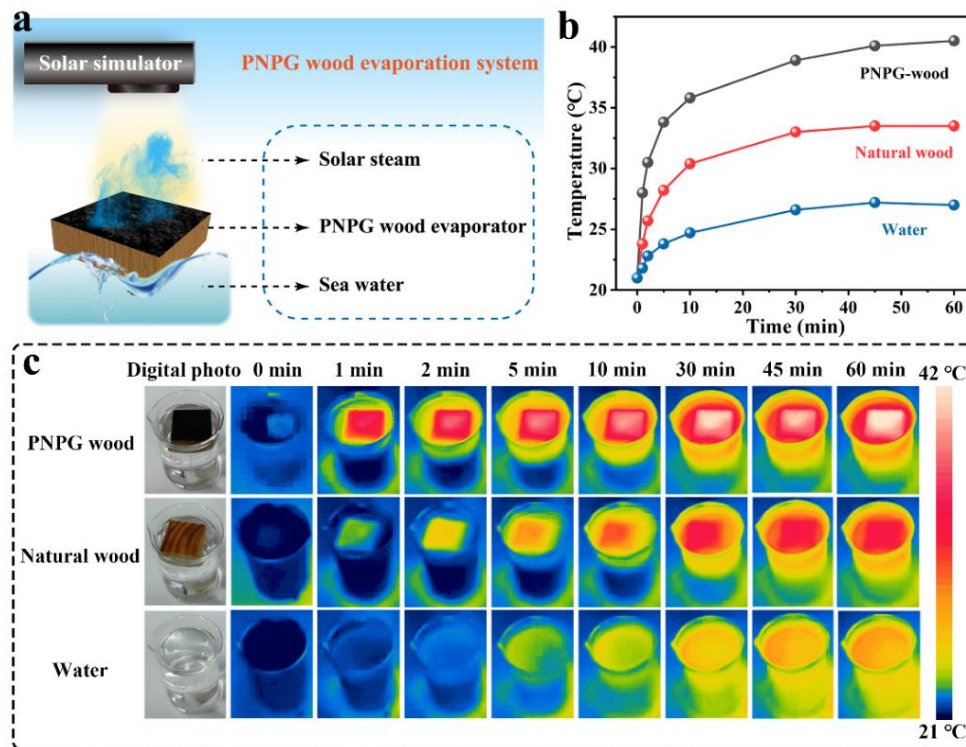 a
Solar simulator
PNPG wood evaporation system
Solar steam
PNPG wood evaporator
Sea water
b
Temperature (°C)
40
35
30
25
20
PNPG-wood
Natural wood
Water
0 10 20 30 40 50 60
Time (min)
c
Digital photo 0 min 1 min 2 min 5 min 10 min 30 min 45 min 60 min
42 °C
PNPG wood
Natural wood
Water
21 °C